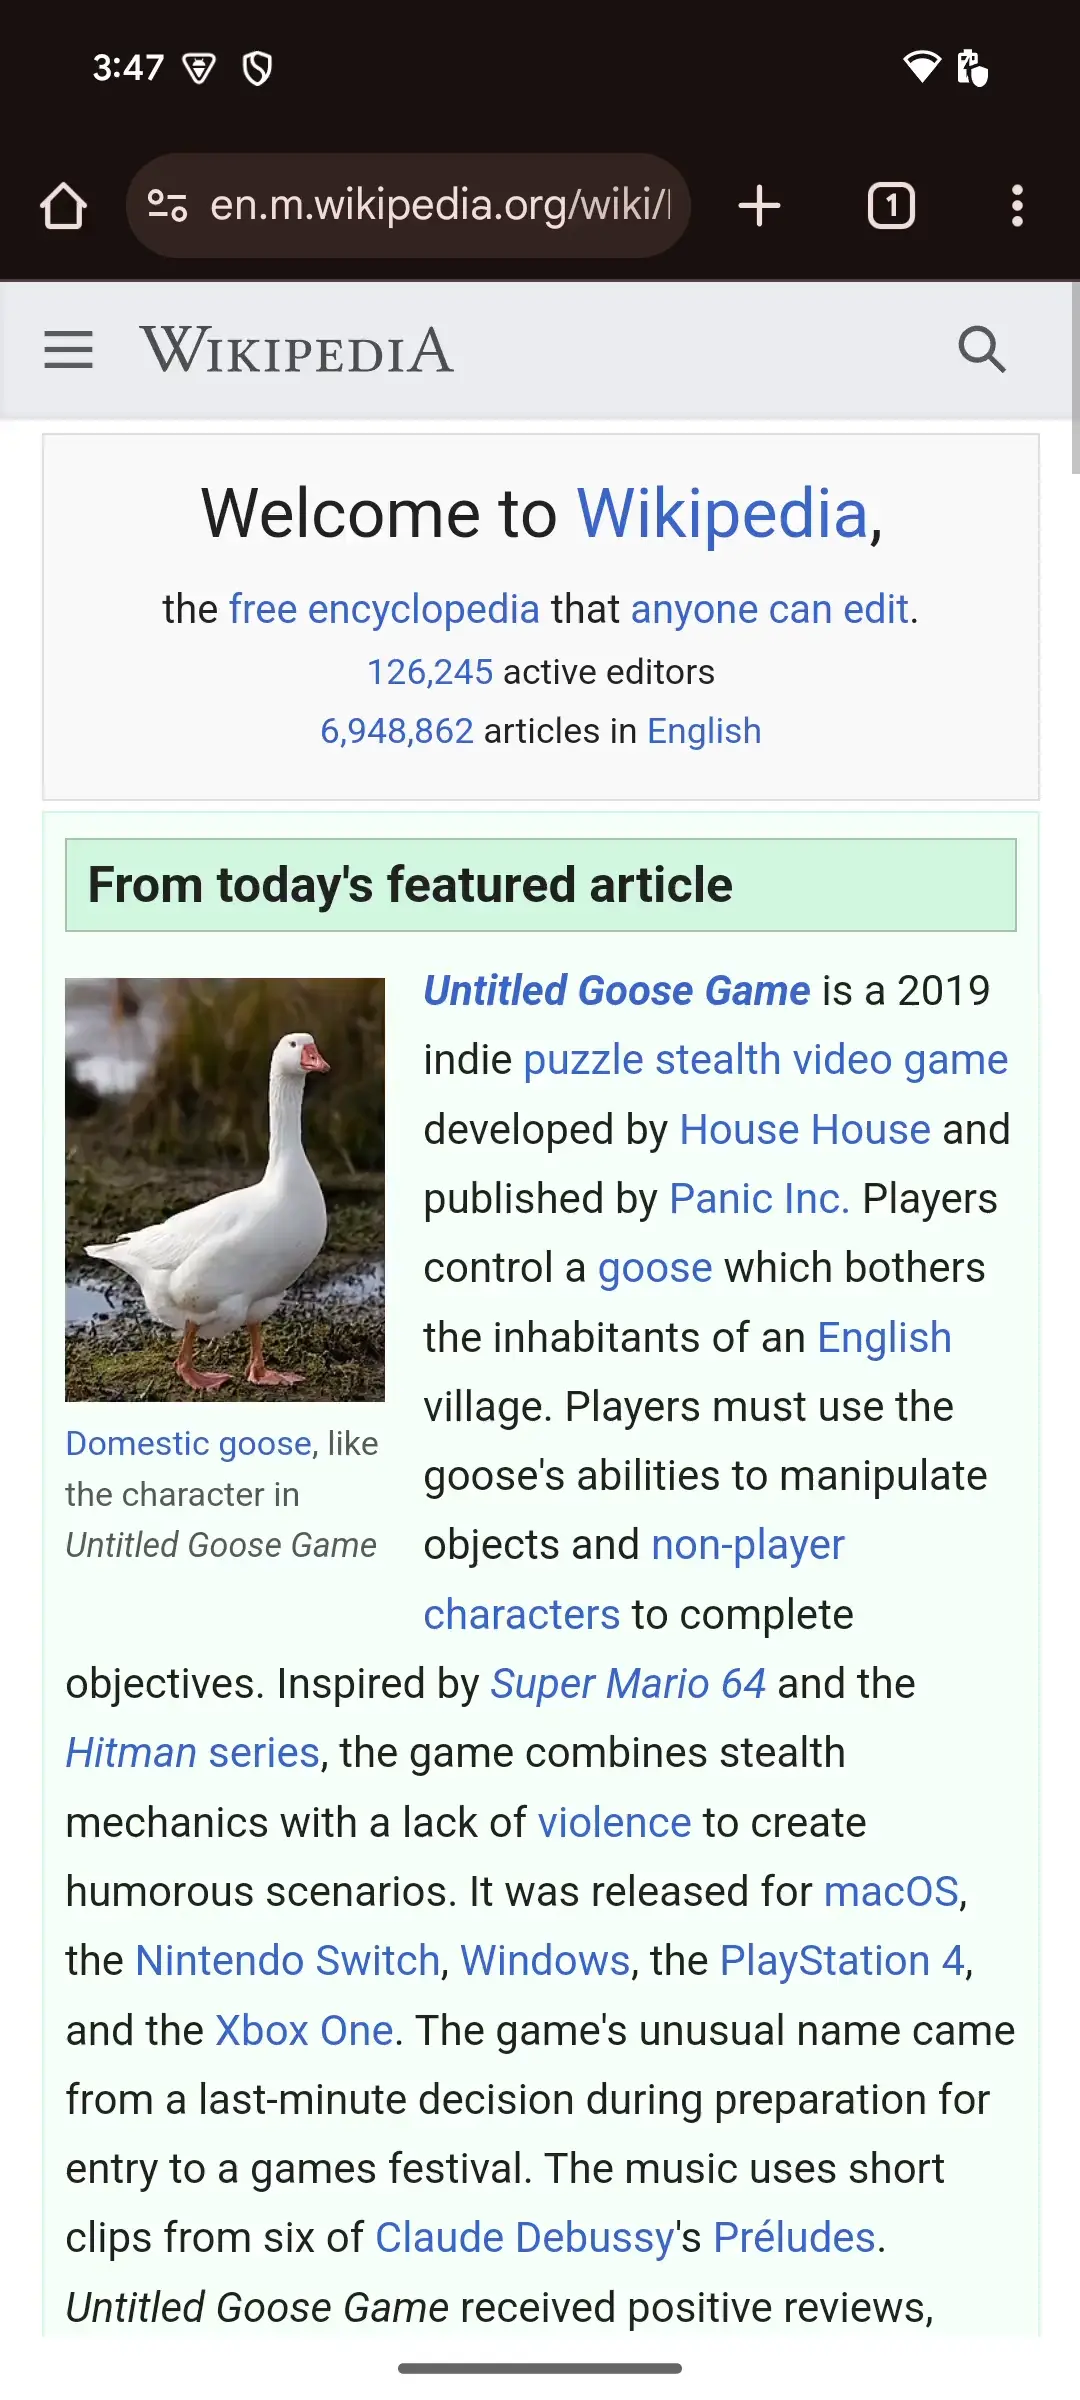 3:47
en.m.wikipedia.org/wiki/
1
WIKIPEDIA
Welcome to Wikipedia,
the free encyclopedia that anyone can edit.
126,245 active editors
6,948,862 articles in English
From today's featured article
Domestic goose, like
the character in
Untitled Goose Game
Untitled Goose Game is a 2019
indie puzzle stealth video game
developed by House House and
published by Panic Inc. Players
control a goose which bothers
the inhabitants of an English
village. Players must use the
goose's abilities to manipulate
objects and non-player
characters to complete
objectives. Inspired by Super Mario 64 and the
Hitman series, the game combines stealth
mechanics with a lack of violence to create
humorous scenarios. It was released for macOS,
the Nintendo Switch, Windows, the PlayStation 4,
and the Xbox One. The game's unusual name came
from a last-minute decision during preparation for
entry to a games festival. The music uses short
clips from six of Claude Debussy's Préludes.
Untitled Goose Game received positive reviews,